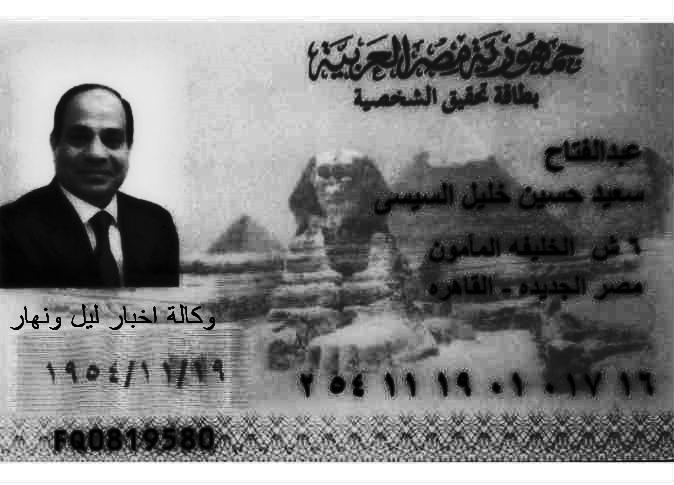 جمهورية مصر العربية
بطاقة تحقيق الشخصية
عبدالفتاح
سعيد حسين خليل السيسى
٦ ش الخليفه المأمون
مصر الجديده - القاهره
وكالة اخبار ليل ونهار
١٩٥٤/١١/١٩
٢ ٥٤ ١١ ١٩ ٠١ ٠١٧ ١٦
FQ0819580